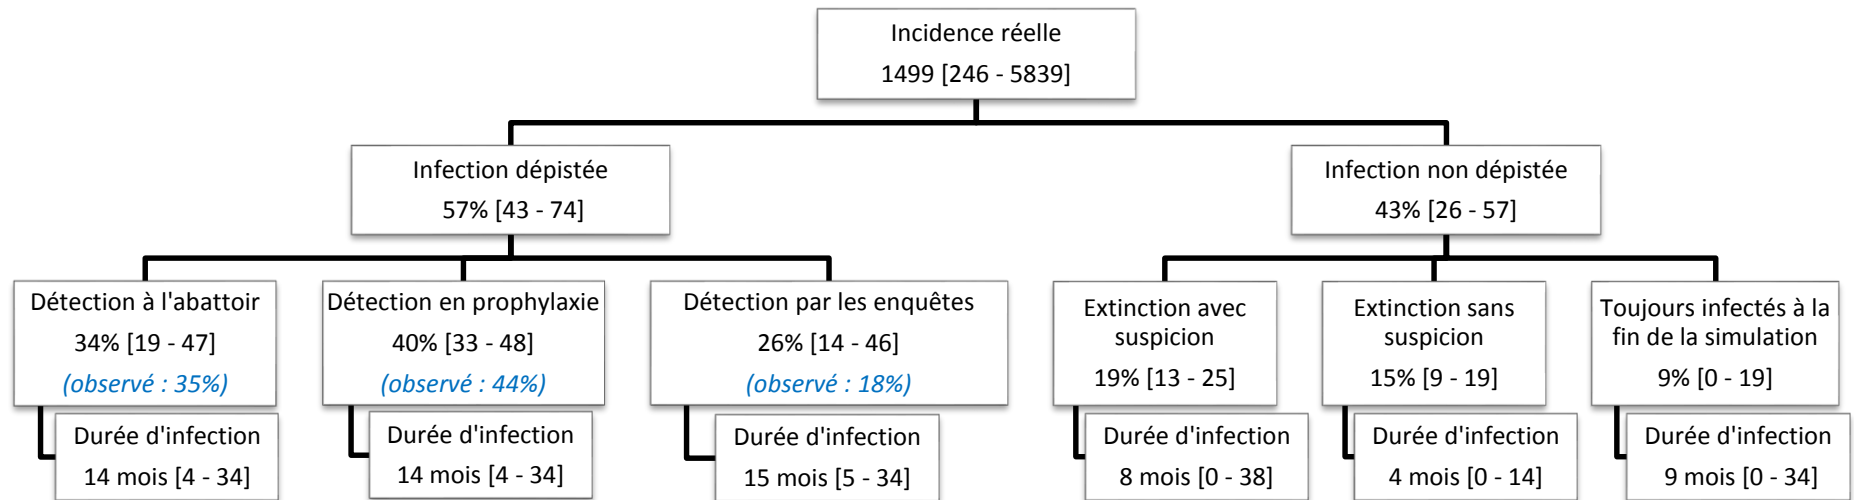 Incidence réelle
1499 [246 - 5839]
Infection dépistée
57% [43 - 74]
Infection non dépistée
43% [26 - 57]
Détection à l'abattoir
34% [19 - 47]
(observé : 35%)
Durée d'infection
14 mois [4 - 34]
Détection en prophylaxie
40% [33 - 48]
(observé : 44%)
Durée d'infection
14 mois [4 - 34]
Détection par les enquêtes
26% [14 - 46]
(observé : 18%)
Durée d'infection
15 mois [5 - 34]
Extinction avec
suspicion
19% [13 - 25]
Durée d'infection
8 mois [0 - 38]
Extinction sans
suspicion
15% [9 - 19]
Durée d'infection
4 mois [0 - 14]
Toujours infectés à la
fin de la simulation
9% [0 - 19]
Durée d'infection
9 mois [0 - 34]